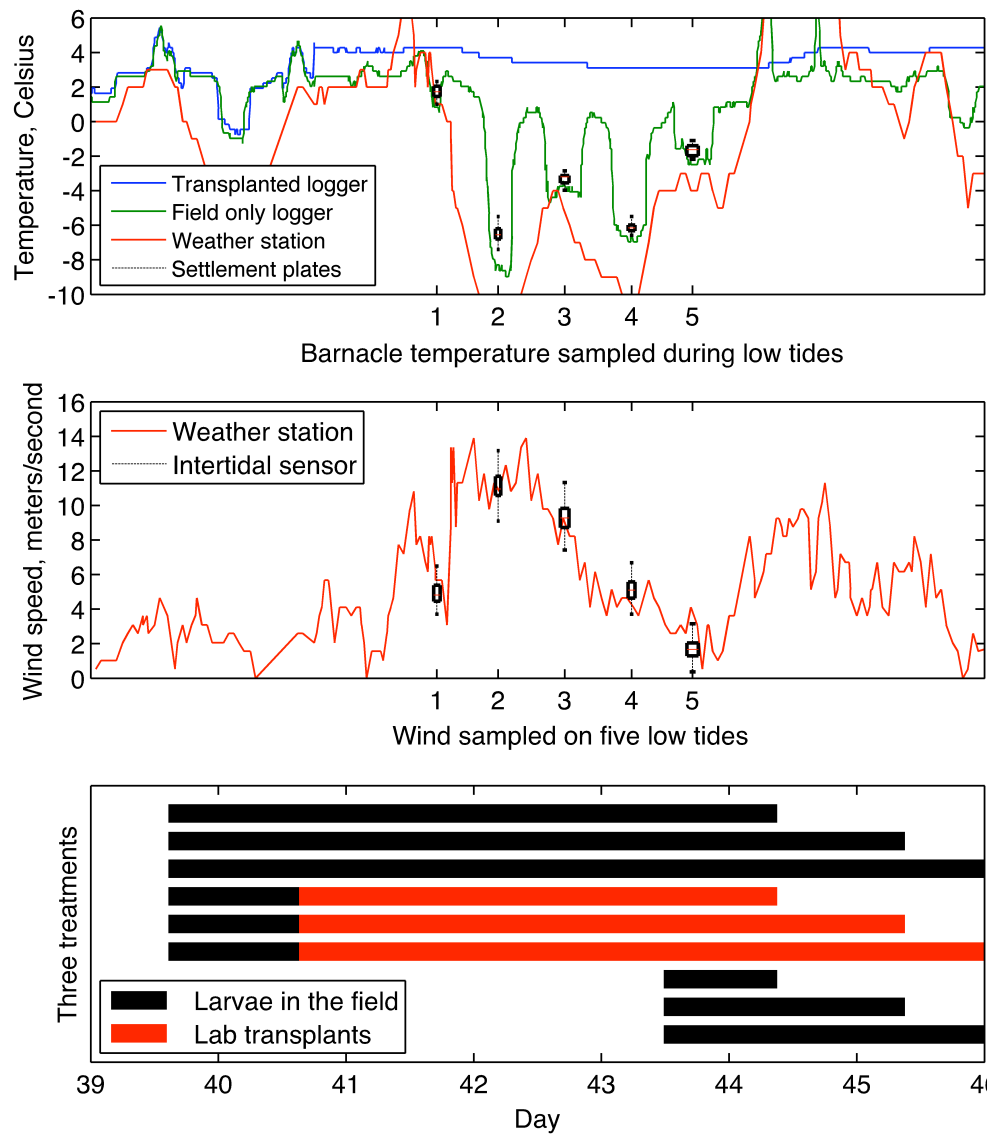 Temperature, Celsius
6
4
2
0
-2
-4
-6
-8
-10
Transplanted logger
Field only logger
Weather station
Settlement plates
1 2 3 4 5
Barnacle temperature sampled during low tides
Wind speed, meters/second
16
14
12
10
8
6
4
2
0
Weather station
Intertidal sensor
1 2 3 4 5
Wind sampled on five low tides
Three treatments
Larvae in the field
Lab transplants
39 40 41 42 43 44 45 4
Day